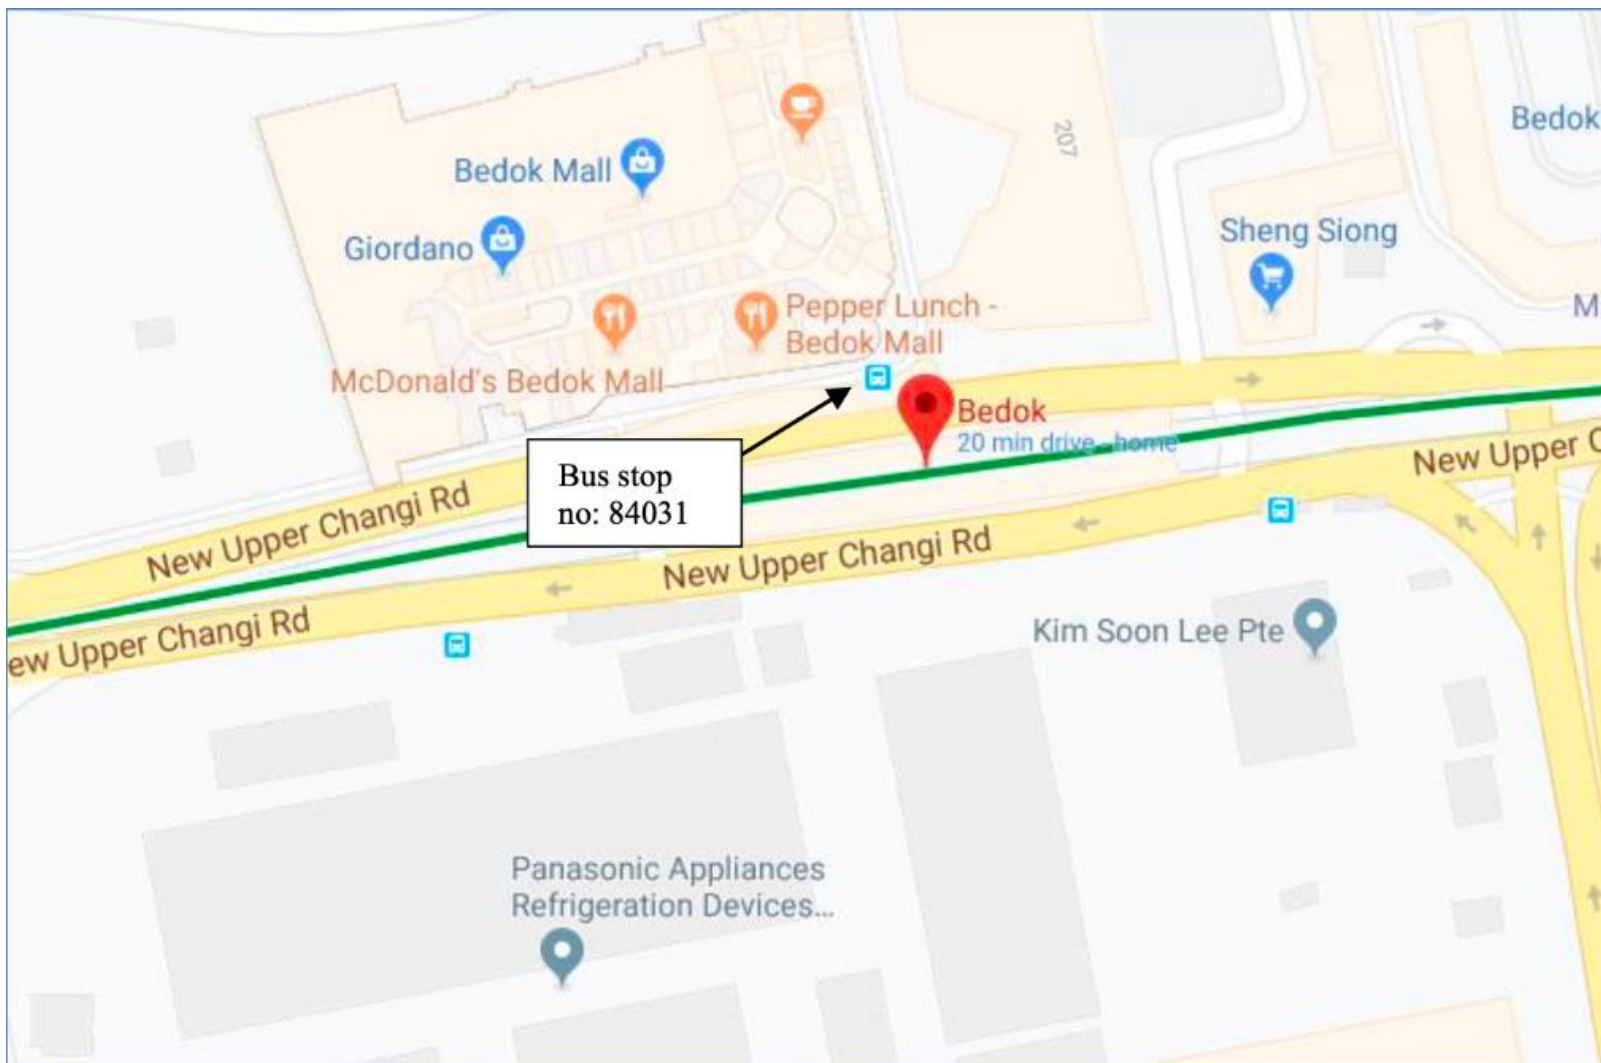 Bedok
Bedok Mall
207
Sheng Siong
Giordano
Pepper Lunch -
Bedok Mall
M
McDonald's Bedok Mall
Bedok
20 min drive - home
Bus stop
no: 84031
New Upper C
New Upper Changi Rd
New Upper Changi Rd
ew Upper Changi Rd
Kim Soon Lee Pte
Panasonic Appliances
Refrigeration Devices...